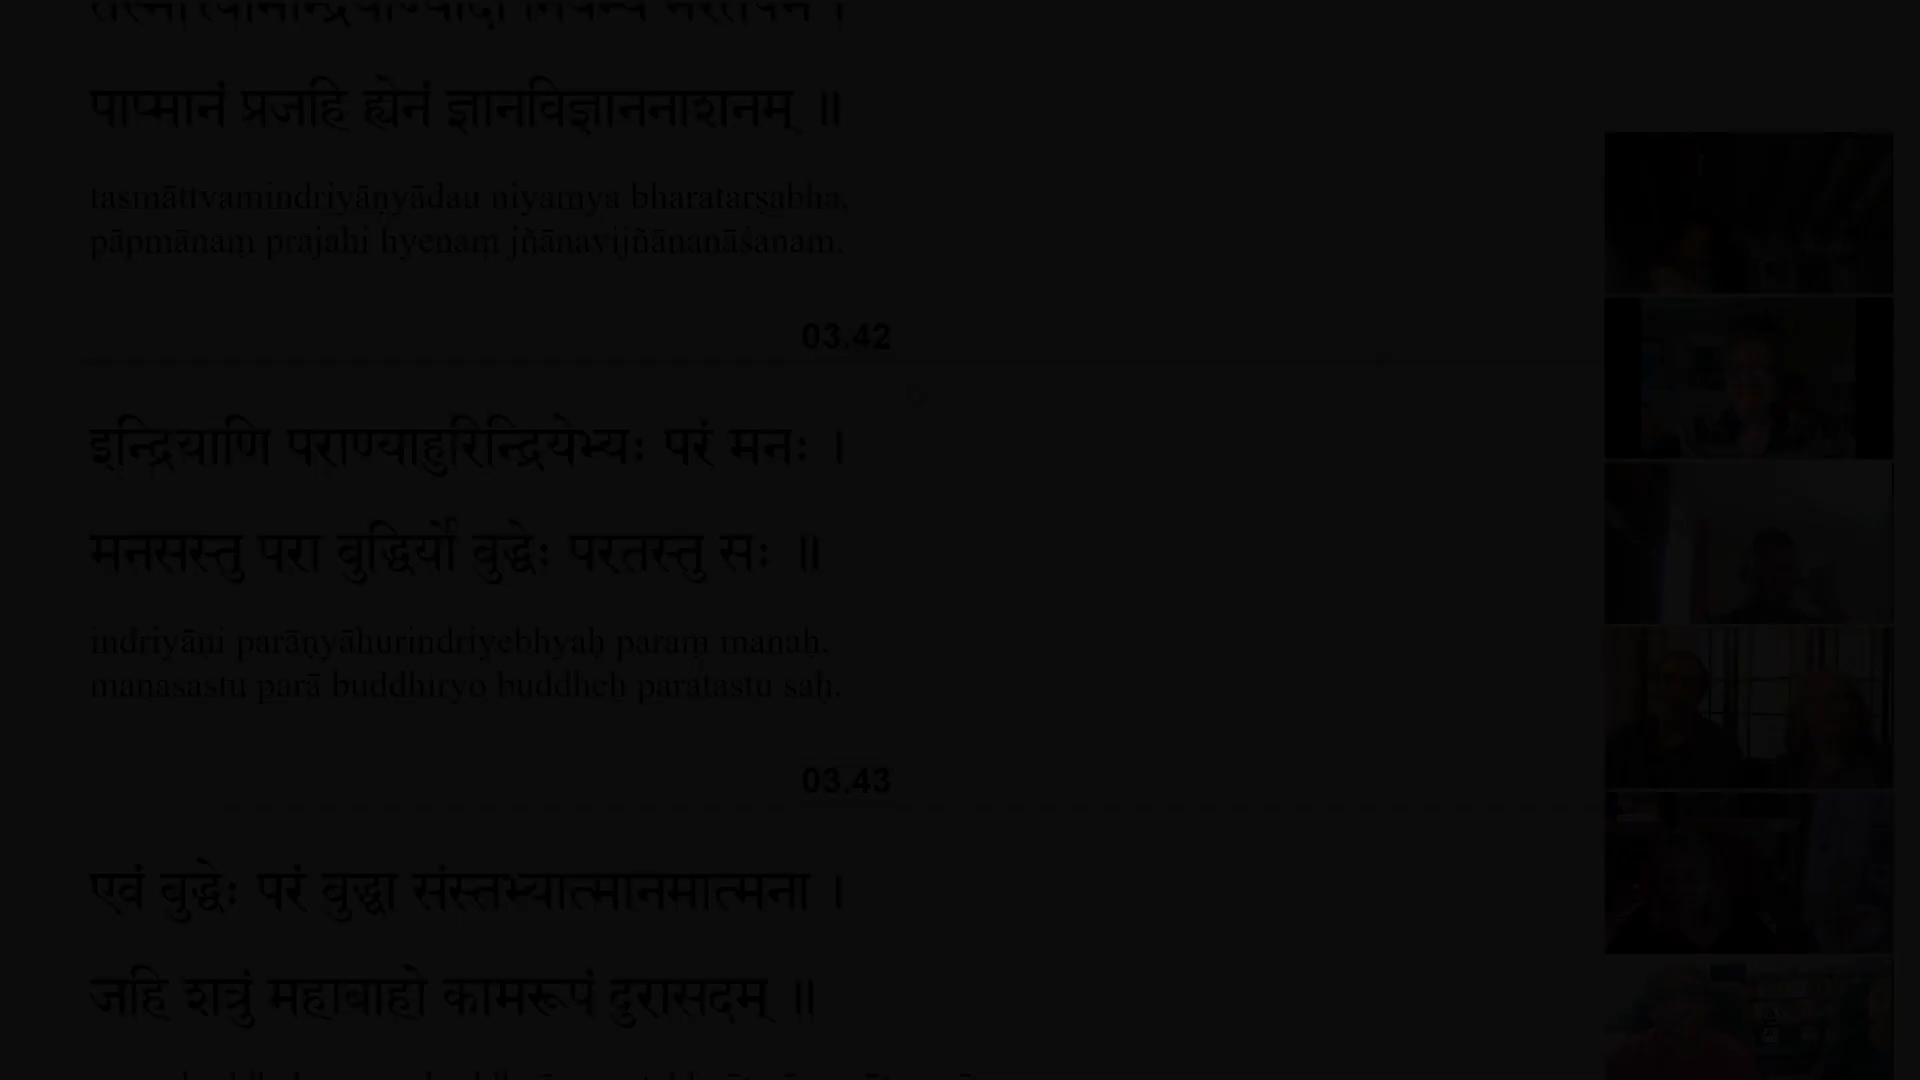 पाप्मानं प्रजहि ह्येनं ज्ञानविज्ञाननाशनम् ॥
tasmāttvamindriyāṇyādau niyamya bharatarṣabha,
pāpmānaṃ prajahi hyenaṃ jñānavijñānanāśanam.
03.42
इन्द्रियाणि पराण्याहुरिन्द्रियेभ्यः परं मनः ।
मनसस्तु परा बुद्धिर्यो बुद्धेः परतस्तु सः ॥
indriyāṇi parāṇyāhurindriyebhyaḥ paraṃ manaḥ.
manasastu parā buddhiryo buddheḥ paratastu saḥ.
03.43
एवं बुद्धेः परं बुद्ध्वा संस्तभ्यात्मानमात्मना ।
जहि शत्रुं महाबाहो कामरूपं दुरासदम् ॥